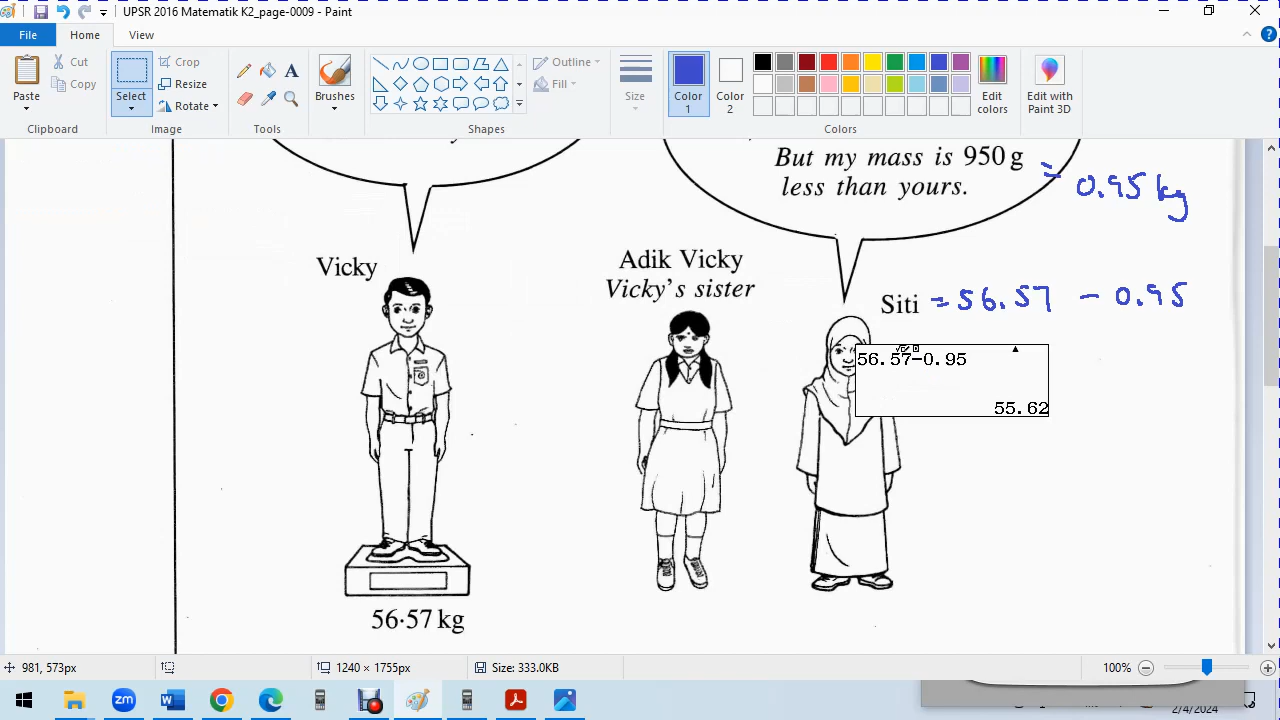 UPSR 2016 Matematik K2_page-0009 - Paint
File Home View
Paste
Cut
Copy
Clipboard
Select
Crop
Resize
Rotate
Image
A
Tools
Brushes
Shapes
Outline
Fill
Size
Color 1
Color 2
Edit colors
Colors
Edit with Paint 3D
But my mass is 950 g
less than yours.
= 0.95 kg
Vicky
Adik Vicky
Vicky's sister
Siti = 56.57 - 0.95
56.57-0.95
55.62
56·57 kg
981, 573px
1240 × 1755px
Size: 333.0KB
100%
zm
W
2/4/2024